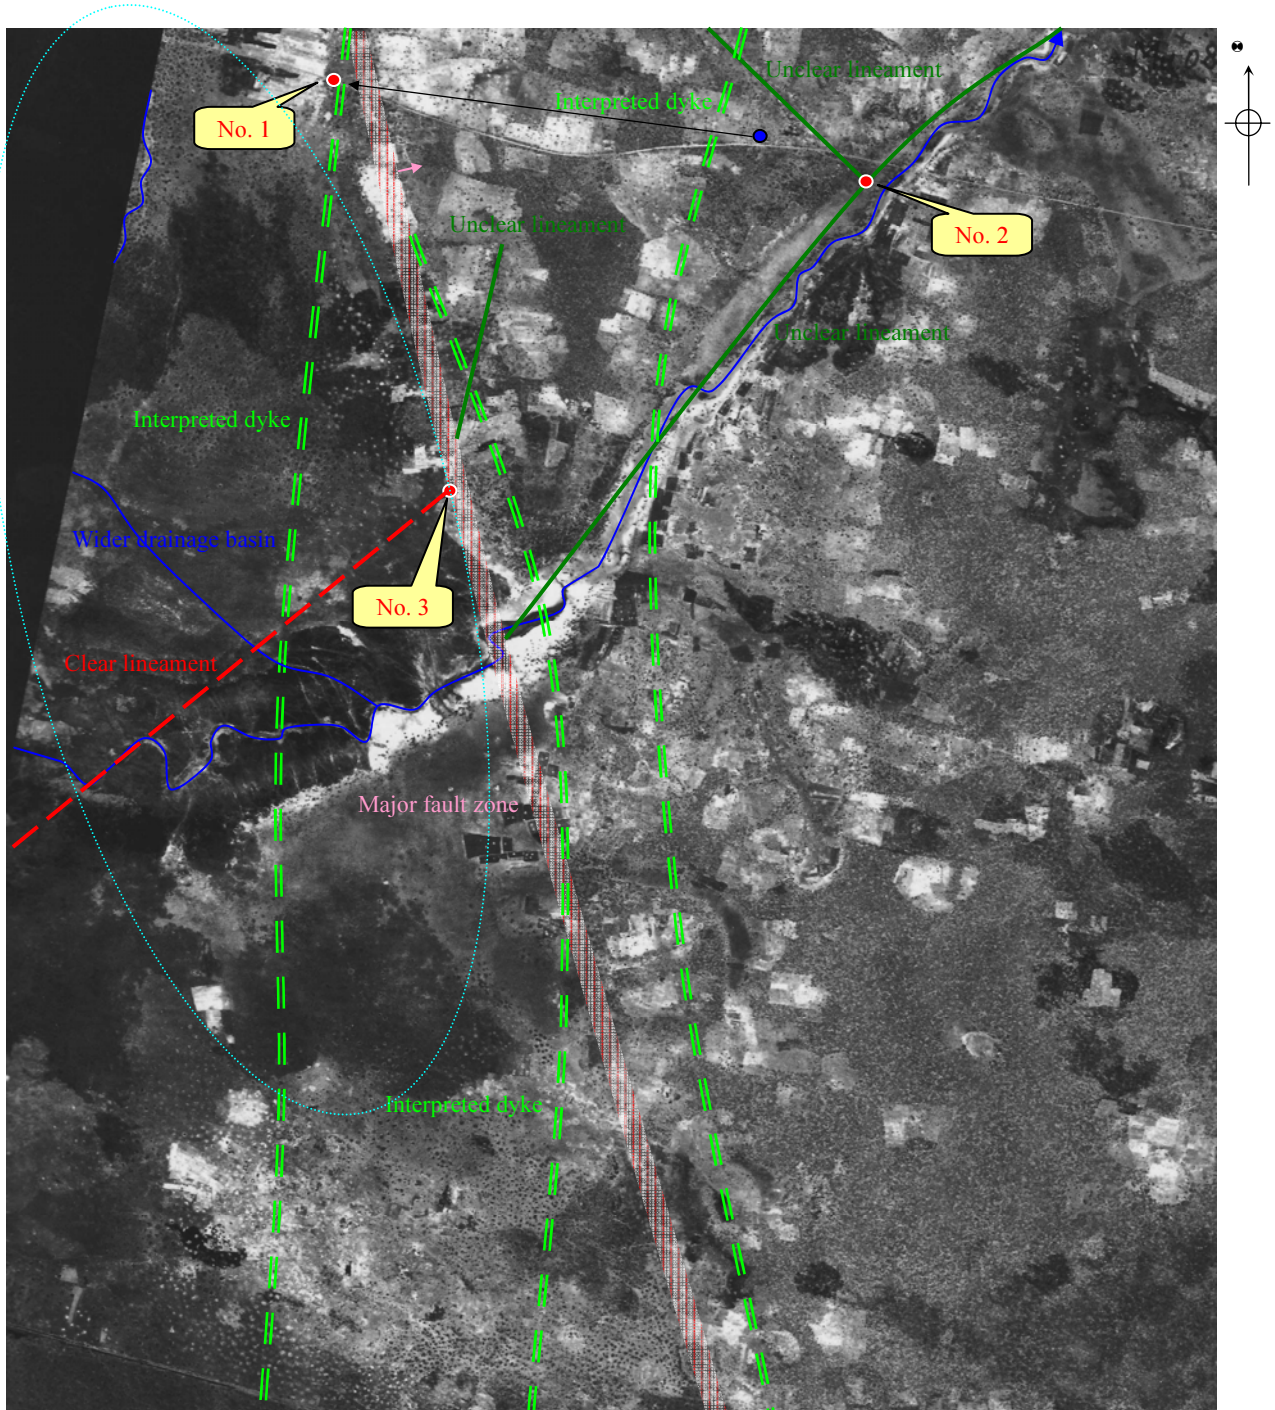 Unclear lineament
Interpreted dyke
No. 1
Unclear lineament
No. 2
Unclear lineament
Interpreted dyke
Wider drainage basin
No. 3
Clear lineament
Major fault zone
Interpreted dyke